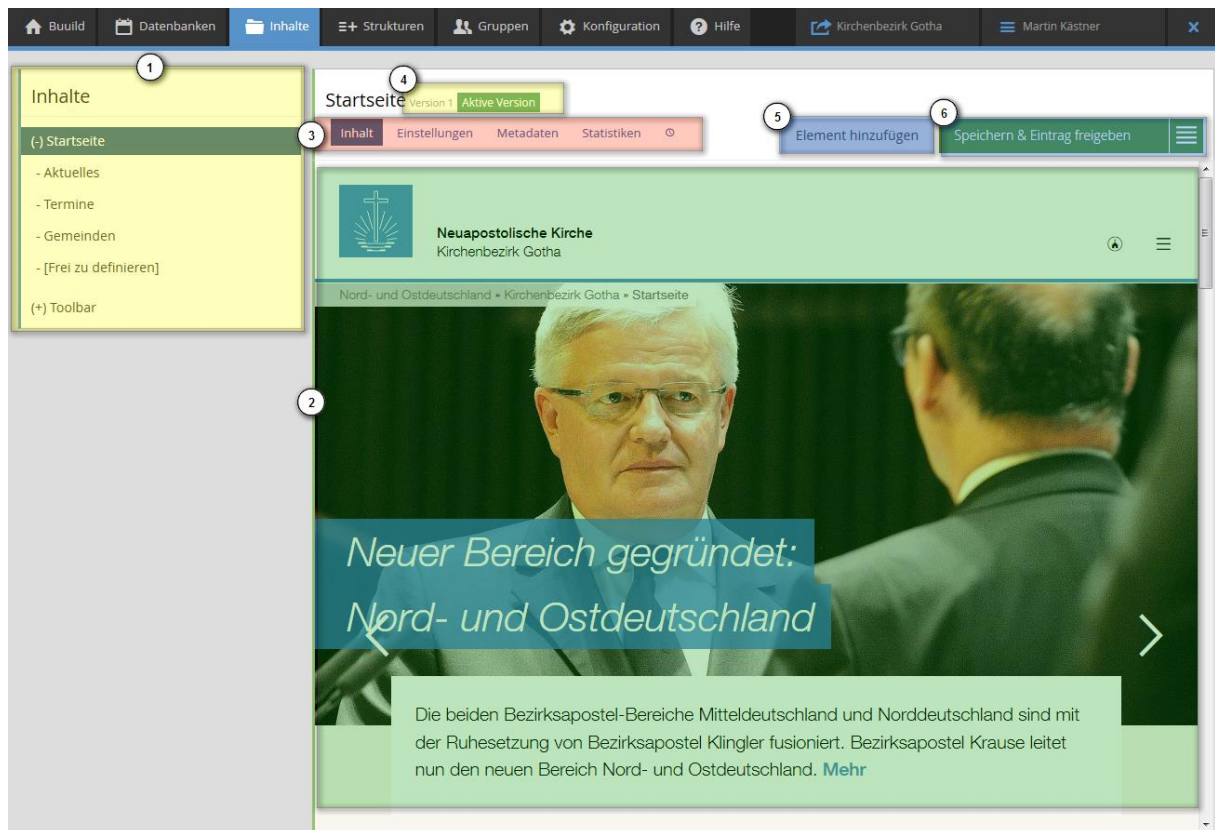 Buuild Datenbanken Inhalte Strukturen Gruppen Konfiguration ? Hilfe Kirchenbezirk Gotha Martin Kästner ×
1
Inhalte
(-) Startseite
- Aktuelles
- Termine
- Gemeinden
- [Frei zu definieren]
(+) Toolbar
4
Startseite Version 1 Aktive Version
3
Inhalt Einstellungen Metadaten Statistiken
5
Element hinzufügen
6
Speichern & Eintrag freigeben
Neuapostolische Kirche
Kirchenbezirk Gotha
Nord- und Ostdeutschland » Kirchenbezirk Gotha » Startseite
2
Neuer Bereich gegründet:
Nord- und Ostdeutschland
Die beiden Bezirksapostel-Bereiche Mitteldeutschland und Norddeutschland sind mit
der Ruhesetzung von Bezirksapostel Klingler fusioniert. Bezirksapostel Krause leitet
nun den neuen Bereich Nord- und Ostdeutschland. Mehr